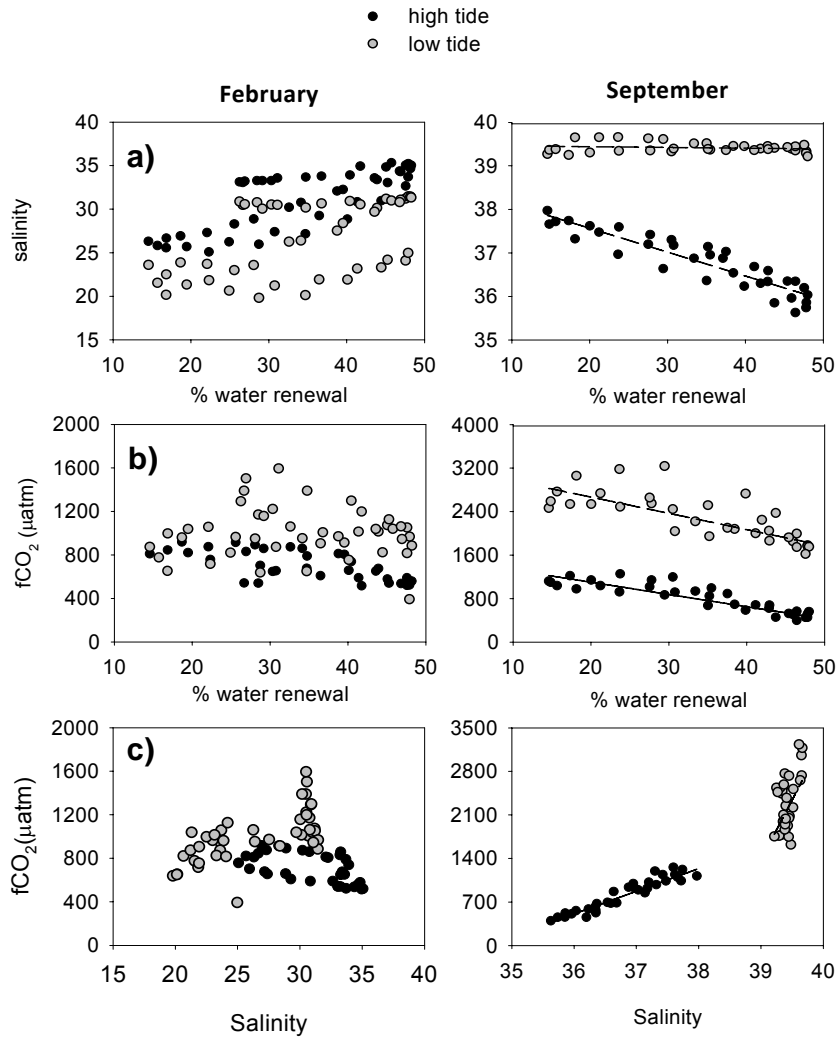 high tide
low tide
February
September
a)
salinity
40
35
30
25
20
15
10 20 30 40 50
% water renewal
40
39
38
37
36
35
10 20 30 40 50
% water renewal
b)
fCO2 (µatm)
2000
1600
1200
800
400
0
10 20 30 40 50
% water renewal
4000
3200
2400
1600
800
0
10 20 30 40 50
% water renewal
c)
fCO2(µatm)
2000
1600
1200
800
400
0
15 20 25 30 35 40
Salinity
3500
2800
2100
1400
700
0
35 36 37 38 39 40
Salinity